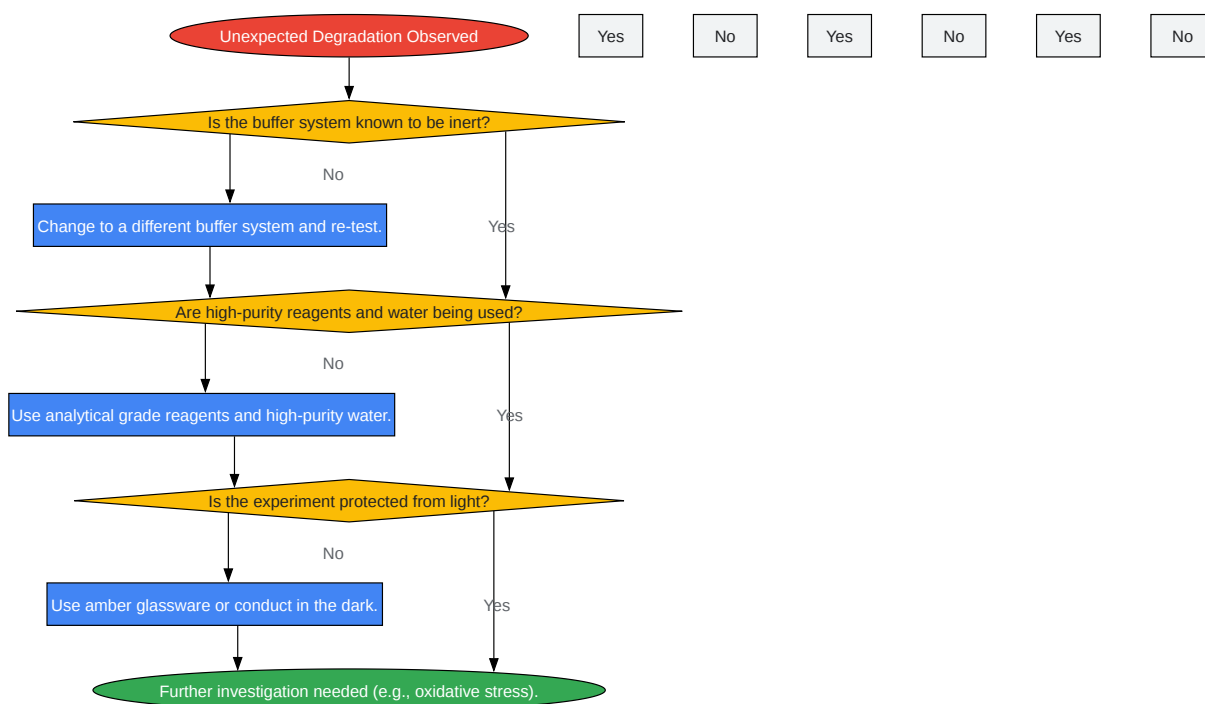 Unexpected Degradation Observed
Yes
No
Yes
No
Yes
No
Is the buffer system known to be inert?
No
Change to a different buffer system and re-test.
Yes
Are high-purity reagents and water being used?
No
Use analytical grade reagents and high-purity water.
Yes
Is the experiment protected from light?
No
Use amber glassware or conduct in the dark.
Yes
Further investigation needed (e.g., oxidative stress).